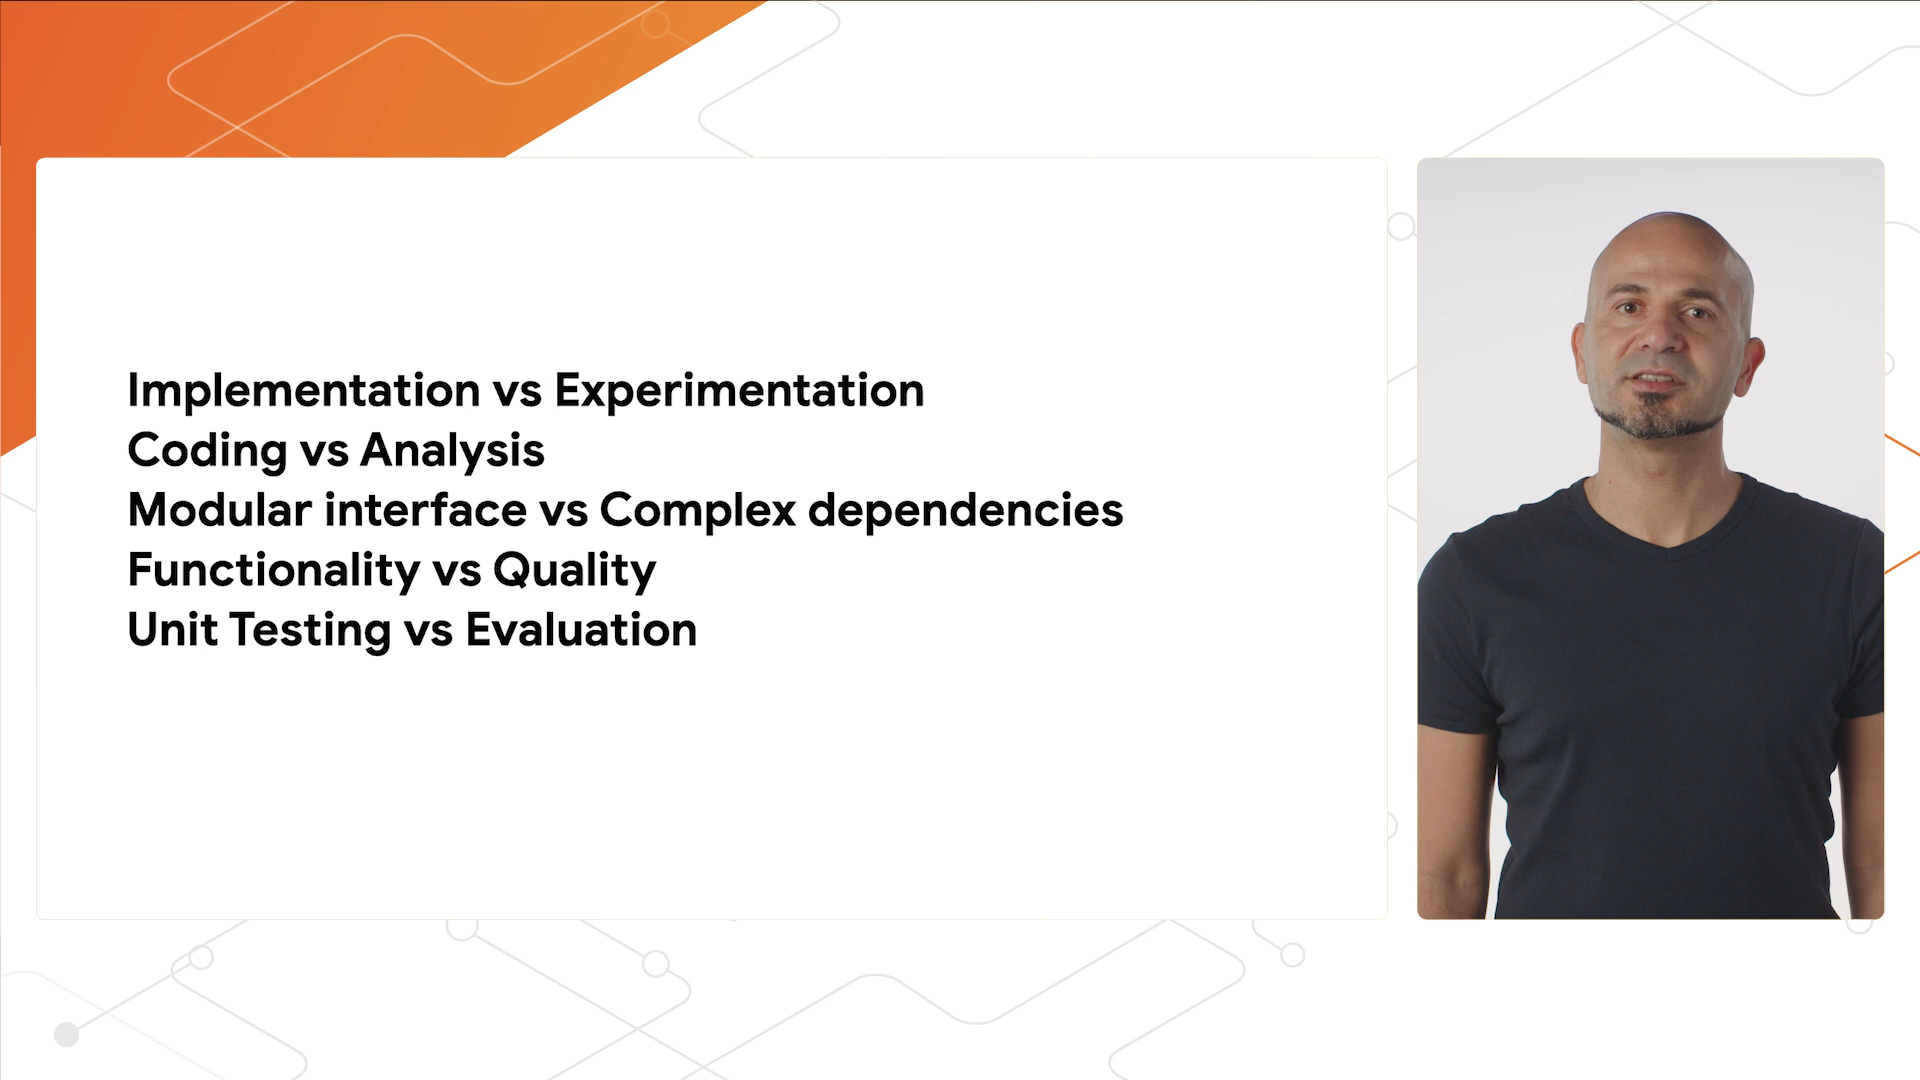 Implementation vs Experimentation
Coding vs Analysis
Modular interface vs Complex dependencies
Functionality vs Quality
Unit Testing vs Evaluation